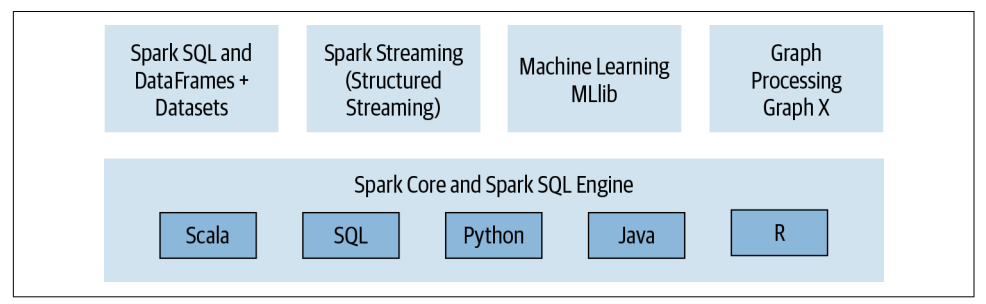 Spark SQL and
DataFrames +
Datasets
Spark Streaming
(Structured
Streaming)
Machine Learning
MLlib
Graph
Processing
Graph X
Spark Core and Spark SQL Engine
Scala
SQL
Python
Java
R